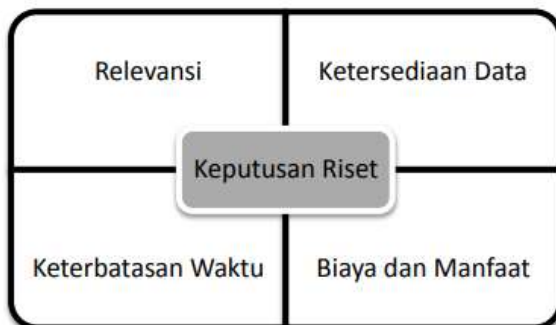 Relevansi
Ketersediaan Data
Keputusan Riset
Keterbatasan Waktu
Biaya dan Manfaat